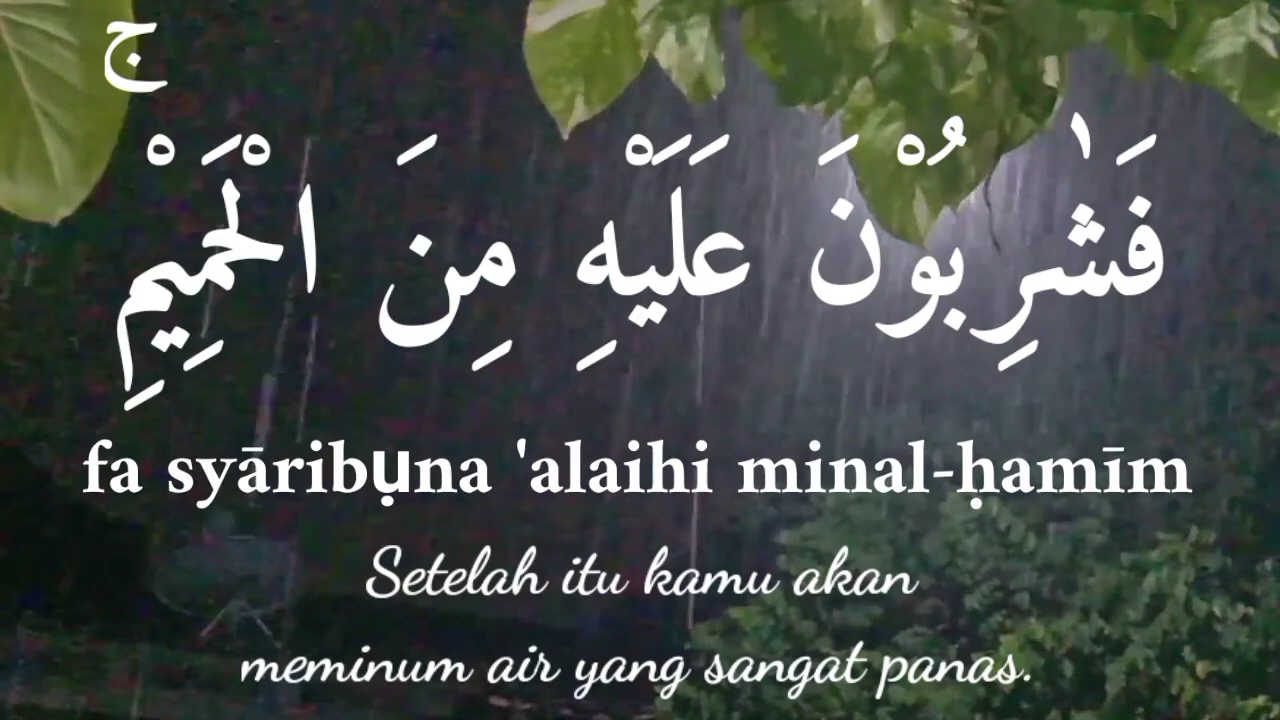 فَشٰرِبُوْنَ عَلَيْهِ مِنَ الْحَمِيْمِۚ
fa syāribụna 'alaihi minal-ḥamīm
Setelah itu kamu akan
meminum air yang sangat panas.